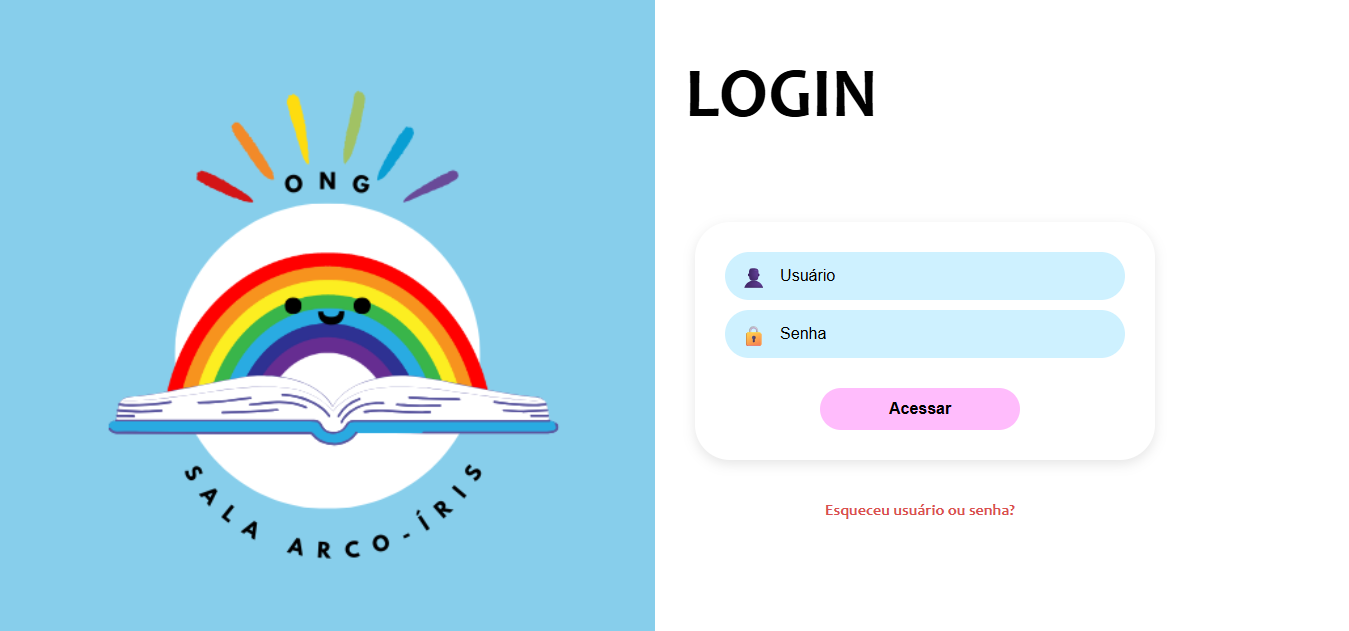 ONG
SALA ARCO-ÍRIS
LOGIN
Usuário
Senha
Acessar
Esqueceu usuário ou senha?